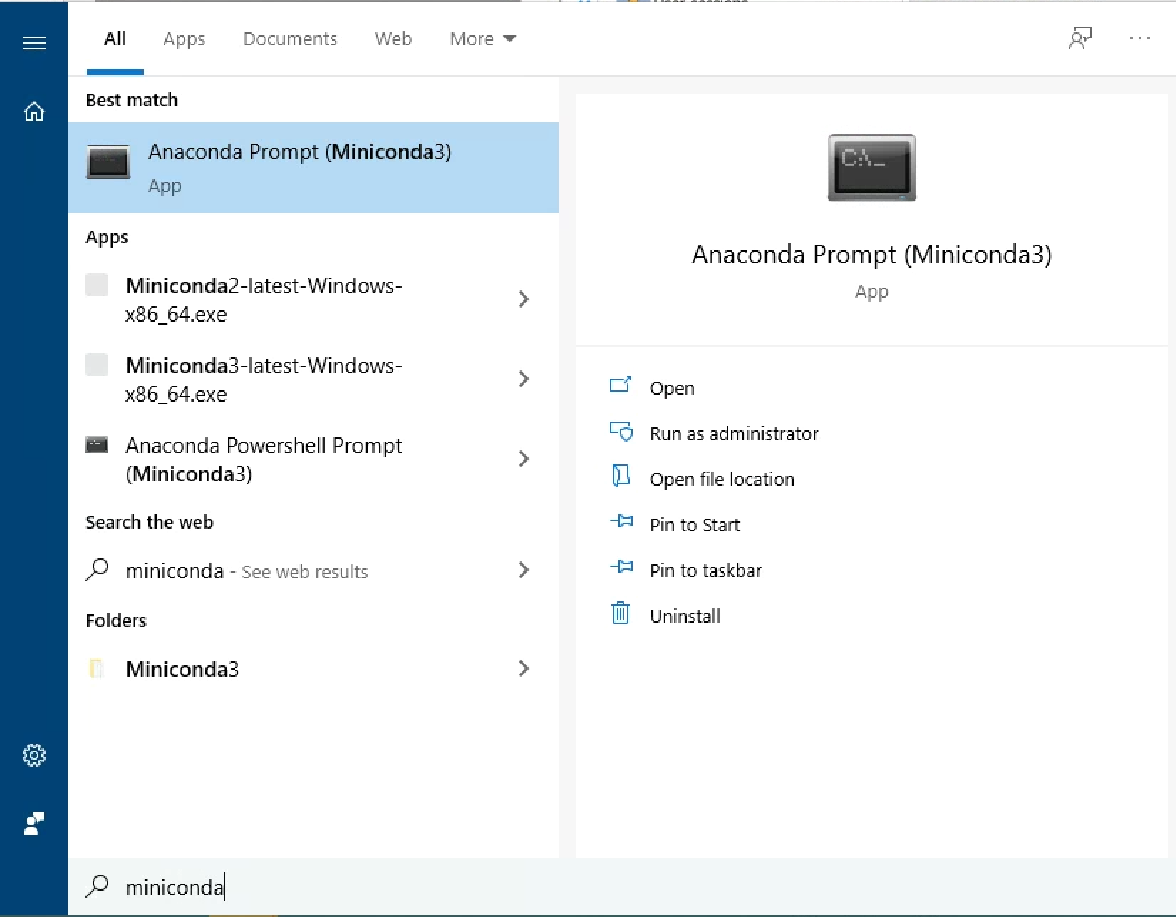 User sessions
All Apps Documents Web More
Best match
Anaconda Prompt (Miniconda3)
App
Apps
Miniconda2-latest-Windows-
x86_64.exe
Miniconda3-latest-Windows-
x86_64.exe
Anaconda Powershell Prompt
(Miniconda3)
Search the web
miniconda - See web results
Folders
Miniconda3
C:\_
Anaconda Prompt (Miniconda3)
App
Open
Run as administrator
Open file location
Pin to Start
Pin to taskbar
Uninstall
miniconda